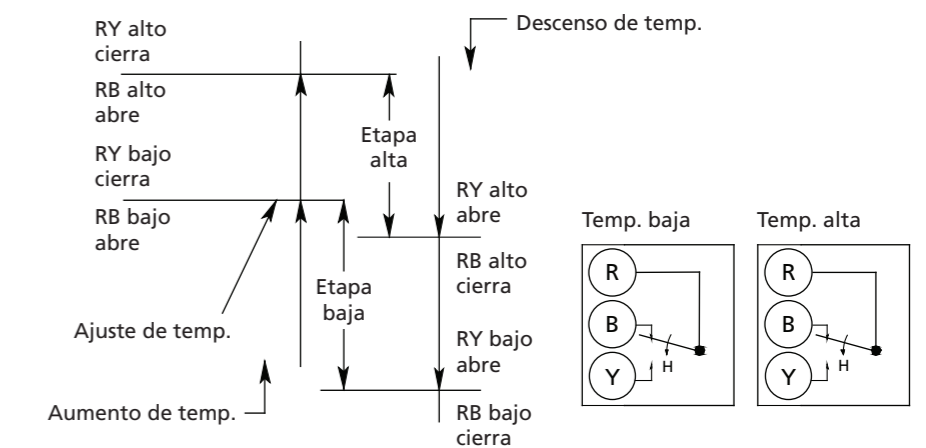 RY alto
cierra
RB alto
abre
RY bajo
cierra
RB bajo
abre
Ajuste de temp.
Aumento de temp.
Descenso de temp.
Etapa
alta
Etapa
baja
RY alto
abre
RB alto
cierra
RY bajo
abre
RB bajo
cierra
Temp. baja
R
B
Y
H
Temp. alta
R
B
Y
H